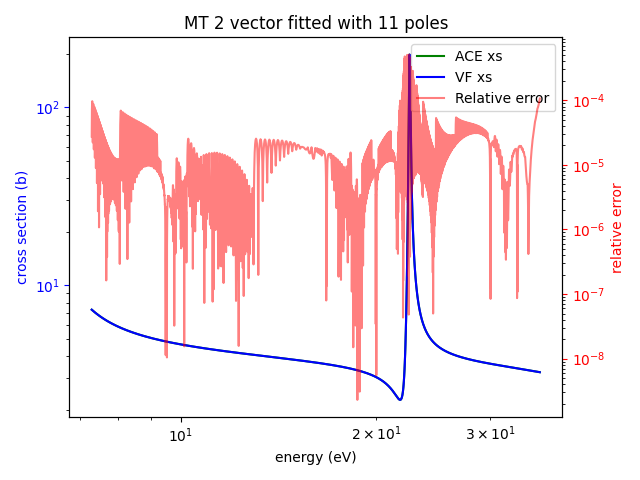 MT 2 vector fitted with 11 poles
ACE xs
VF xs
Relative error
cross section (b)
10²
10¹
relative error
10⁻⁴
10⁻⁵
10⁻⁶
10⁻⁷
10⁻⁸
10¹
2 × 10¹
3 × 10¹
energy (eV)